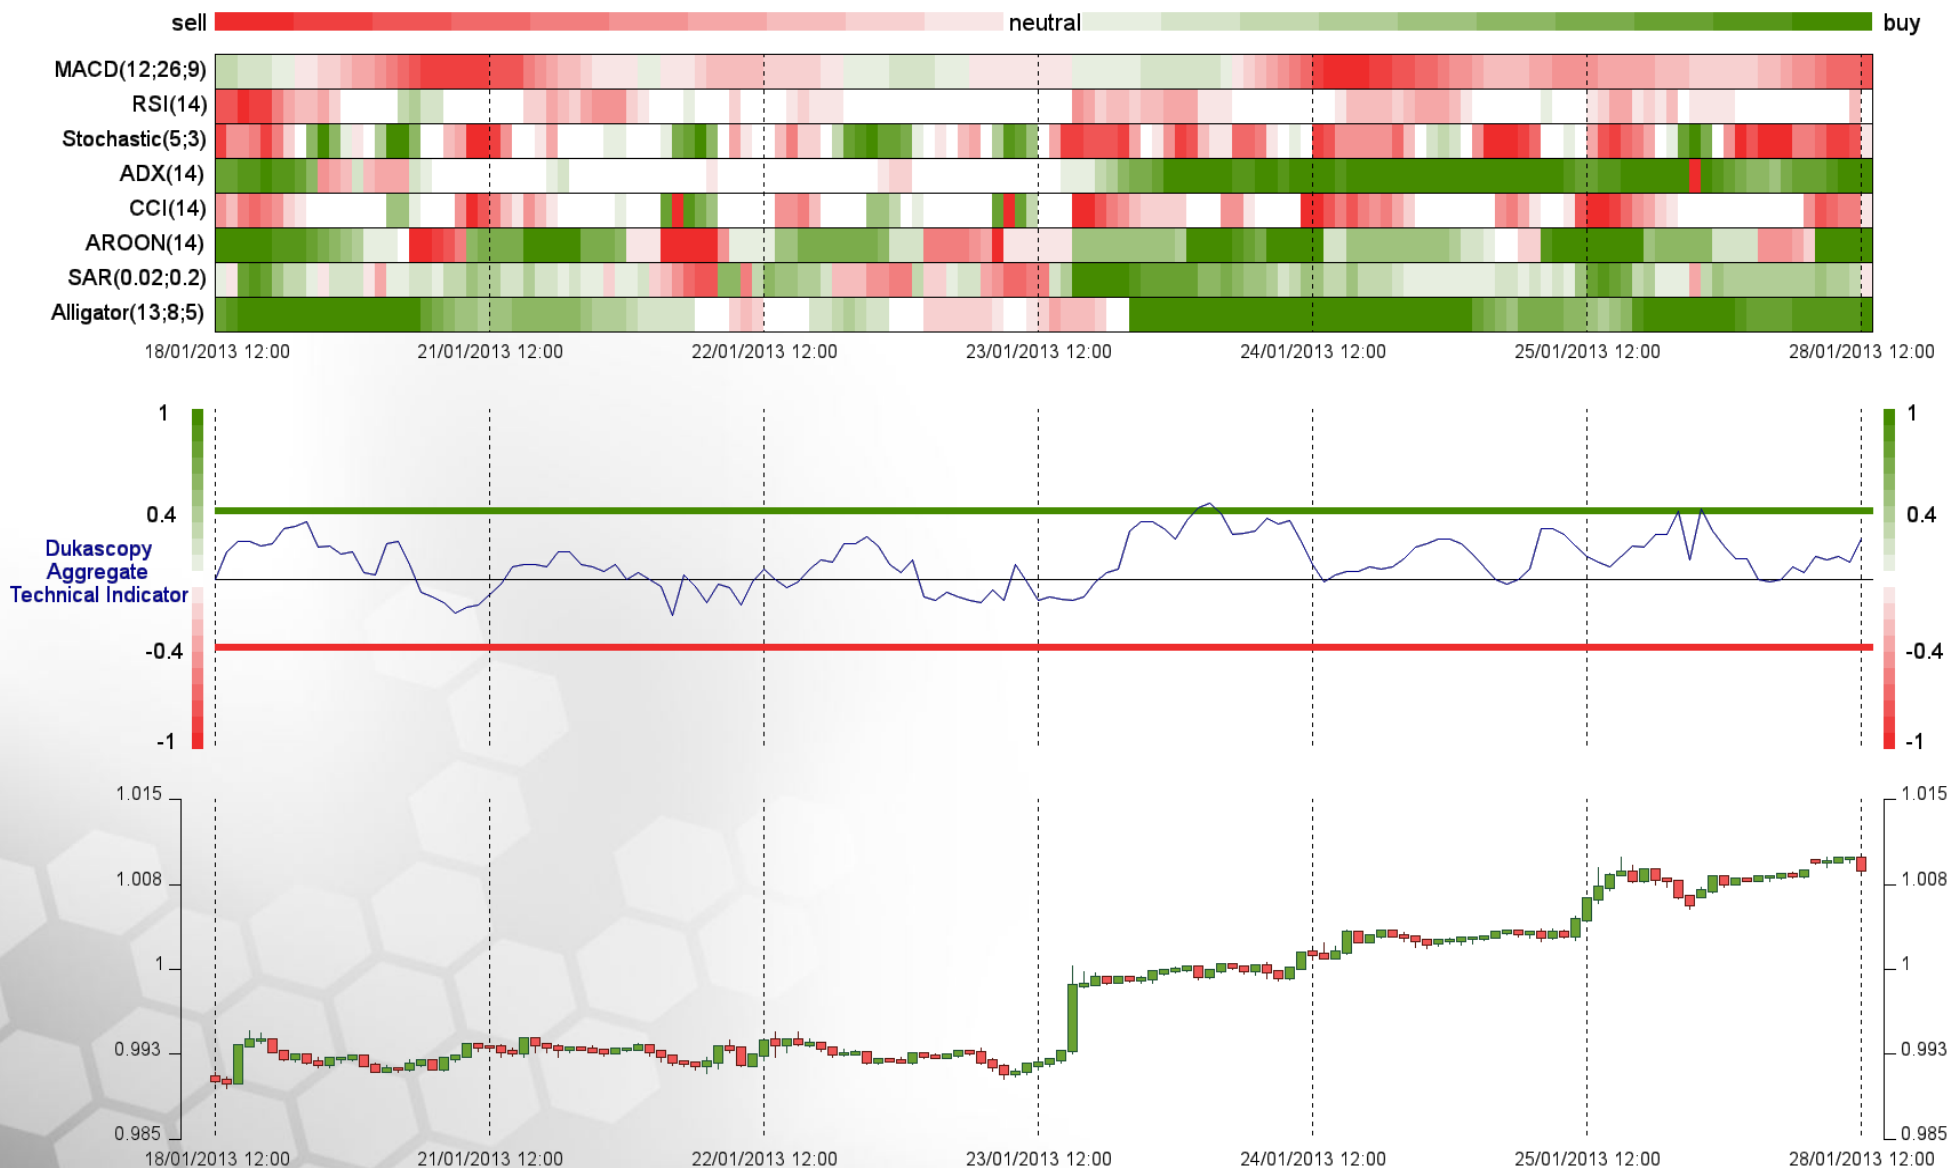 sell neutral buy
MACD(12;26;9)
RSI(14)
Stochastic(5;3)
ADX(14)
CCI(14)
AROON(14)
SAR(0.02;0.2)
Alligator(13;8;5)
18/01/2013 12:00 21/01/2013 12:00 22/01/2013 12:00 23/01/2013 12:00 24/01/2013 12:00 25/01/2013 12:00 28/01/2013 12:00
1 1
0.4 0.4
Dukascopy
Aggregate
Technical Indicator
-0.4 -0.4
-1 -1
1.015 1.015
1.008 1.008
1 1
0.993 0.993
0.985 0.985
18/01/2013 12:00 21/01/2013 12:00 22/01/2013 12:00 23/01/2013 12:00 24/01/2013 12:00 25/01/2013 12:00 28/01/2013 12:00